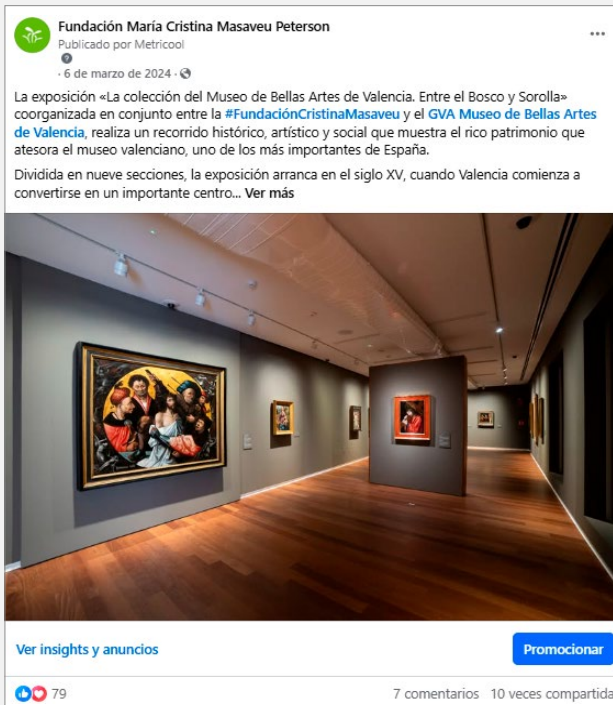 Fundación María Cristina Masaveu Peterson
Publicado por Metricool
· 6 de marzo de 2024 ·
La exposición «La colección del Museo de Bellas Artes de Valencia. Entre el Bosco y Sorolla»
coorganizada en conjunto entre la #FundaciónCristinaMasaveu y el GVA Museo de Bellas Artes
de Valencia, realiza un recorrido histórico, artístico y social que muestra el rico patrimonio que
atesora el museo valenciano, uno de los más importantes de España.
Dividida en nueve secciones, la exposición arranca en el siglo XV, cuando Valencia comienza a
convertirse en un importante centro... Ver más
Ver insights y anuncios
Promocionar
79
7 comentarios 10 veces compartida